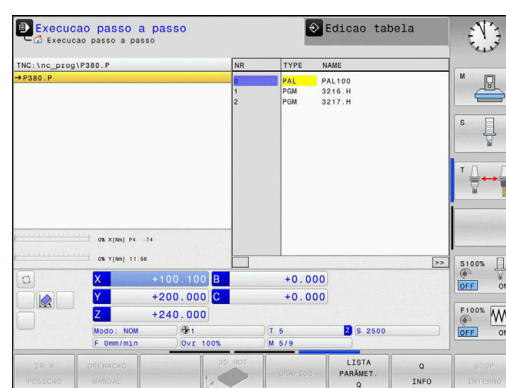 Execucao passo a passo
Execucao passo a passo
Edicao tabela
TNC:\nc_prog\P380.P
→P380.P
NR TYPE NAME
0 PAL PAL100
1 PGM 3216.H
2 PGM 3217.H
0% X[Nm] P4 -T4
0% Y[Nm] 11:56
>>
X +100.100 B +0.000
Y +200.000 C +0.000
Z +240.000
Modo: NOM 1 T 5 Z S 2500
F 0mm/min Ovr 100% M 5/9
M
S
T
S100%
OFF ON
F100%
OFF ON
IR A
POSICAO
OPERACAO
MANUAL
3D ROT
GRAFICO
LISTA
PARÂMET.
Q
Q
INFO
STOP
INTERNO